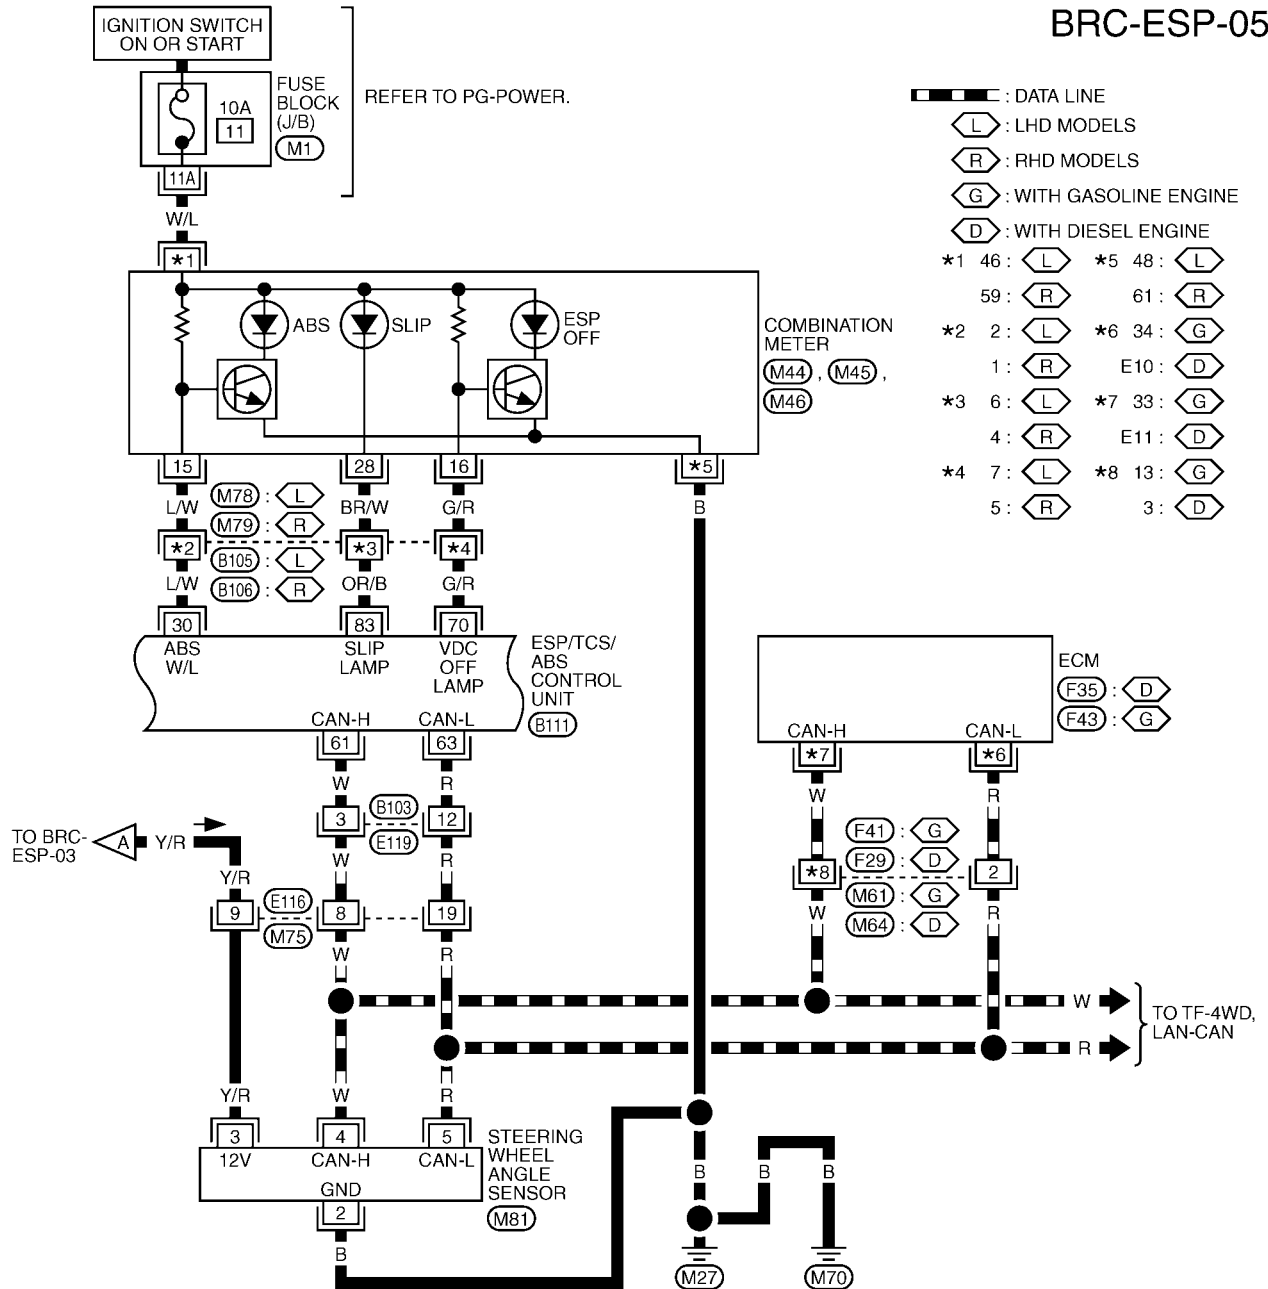 BRC-ESP-05
IGNITION SWITCH
ON OR START
FUSE
BLOCK
(J/B)
M1
10A
11
11A
REFER TO PG-POWER.
W/L
: DATA LINE
L : LHD MODELS
R : RHD MODELS
G : WITH GASOLINE ENGINE
D : WITH DIESEL ENGINE
*1 46 : L *5 48 : L
59 : R 61 : R
*2 2 : L *6 34 : G
1 : R E10 : D
*3 6 : L *7 33 : G
4 : R E11 : D
*4 7 : L *8 13 : G
5 : R 3 : D
*1
ABS
SLIP
ESP
OFF
COMBINATION
METER
M44 , M45 ,
M46
15 28 16 *5
L/W BR/W G/R B
M78 : L
M79 : R
*2 *3 *4
B105 : L
B106 : R
L/W OR/B G/R
30 83 70
ABS
W/L
SLIP
LAMP
VDC
OFF
LAMP
ESP/TCS/
ABS
CONTROL
UNIT
B111
CAN-H CAN-L
61 63
W R
3 B103 12
E119
W R
TO BRC-
ESP-03
A Y/R
Y/R
9 E116 8 19
M75
W R
ECM
F35 : D
F43 : G
CAN-H CAN-L
*7 *6
W R
F41 : G
F29 : D
*8 2
M61 : G
M64 : D
W R
W
R
TO TF-4WD,
LAN-CAN
Y/R W R
3 4 5
12V CAN-H CAN-L
GND
2
B
STEERING
WHEEL
ANGLE
SENSOR
M81
B B B
M27 M70